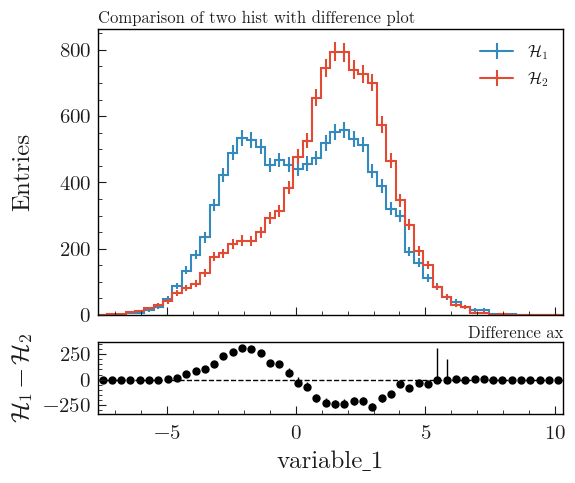 Comparison of two hist with difference plot
800
600
400
200
0
Entries
ℋ₁
ℋ₂
Difference ax
250
0
−250
ℋ₁ − ℋ₂
−5
0
5
10
variable_1